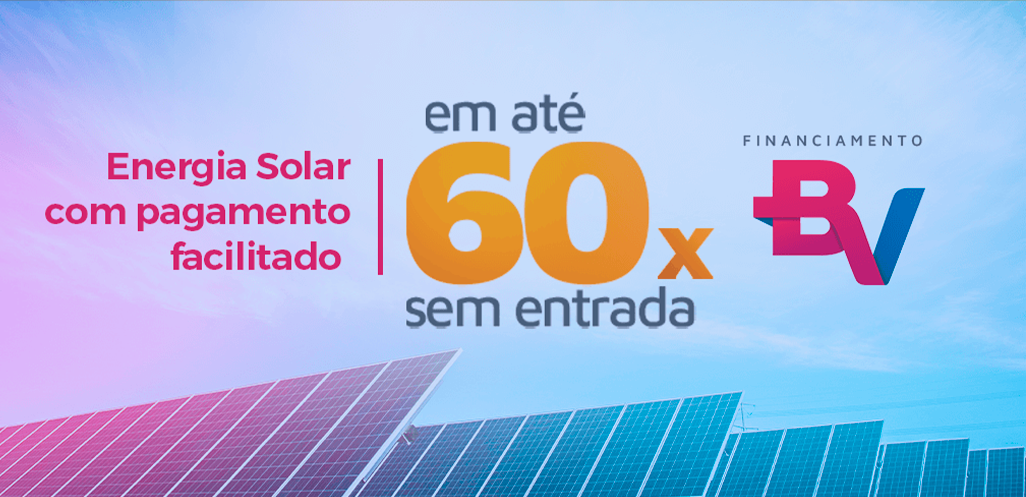 Energia Solar
com pagamento
facilitado
em até
60x
sem entrada
FINANCIAMENTO
BV